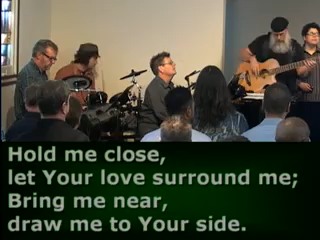 Hold me close,
let Your love surround me;
Bring me near,
draw me to Your side.